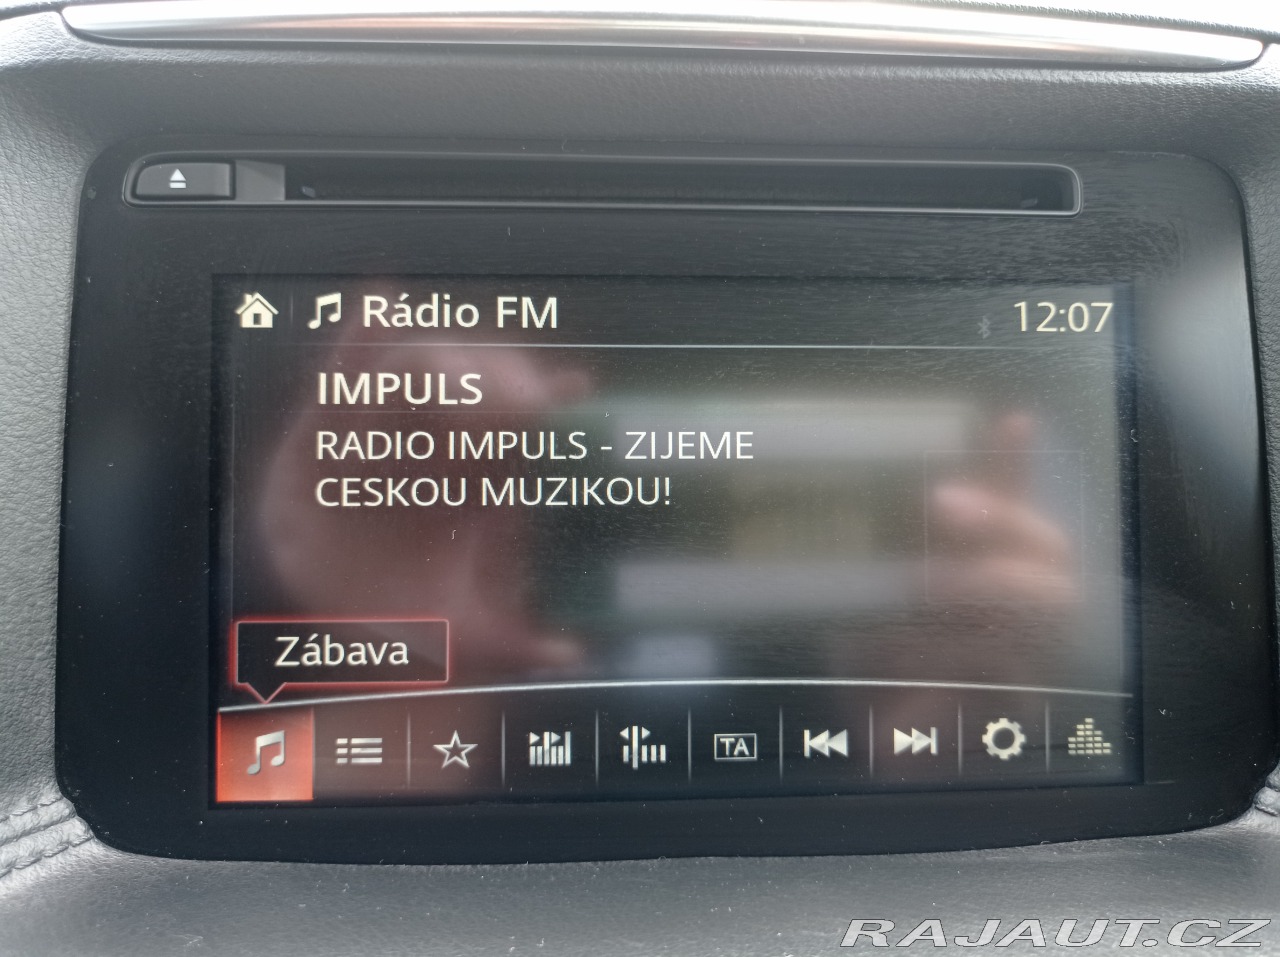 Rádio FM
12:07
IMPULS
RADIO IMPULS - ZIJEME
CESKOU MUZIKOU!
Zábava
TA
RAJAUT.CZ